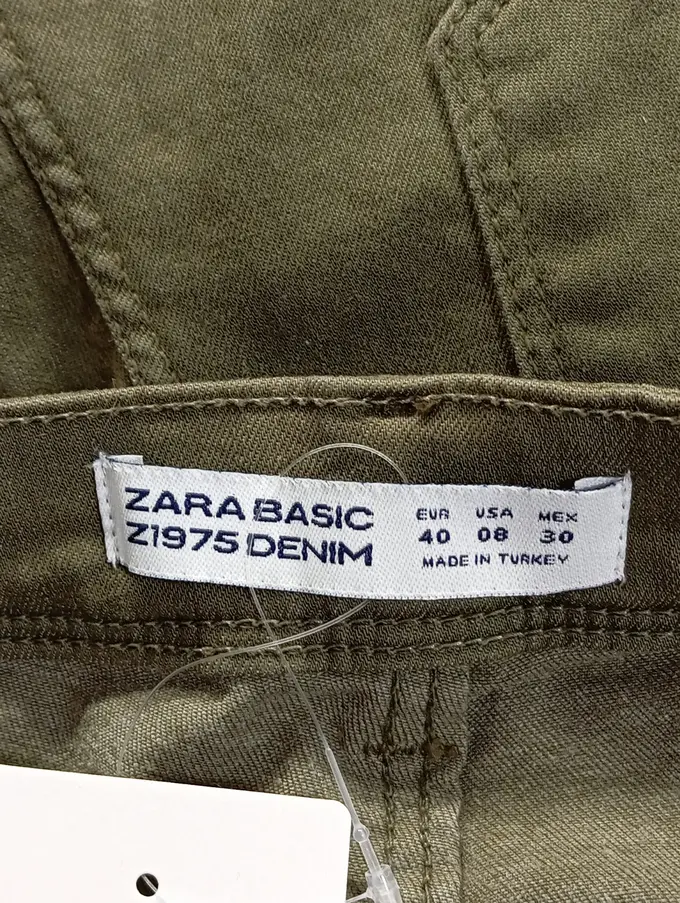 ZARA BASIC
Z1975 DENIM
EUR USA MEX
40 08 30
MADE IN TURKEY